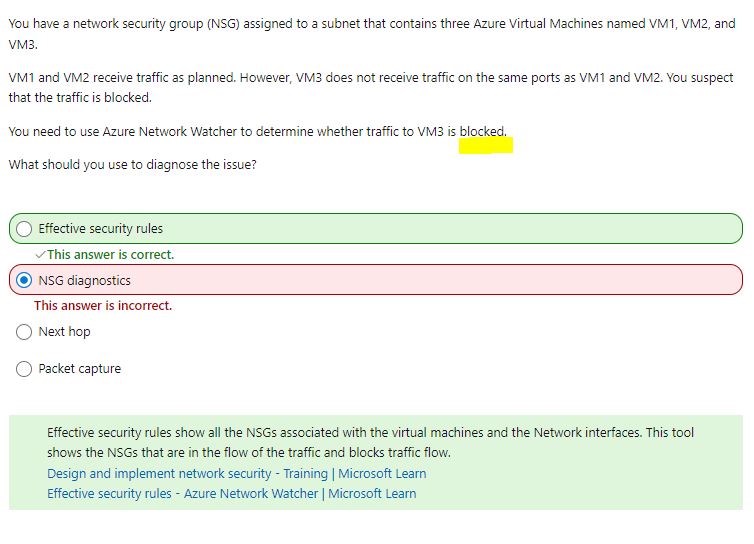 You have a network security group (NSG) assigned to a subnet that contains three Azure Virtual Machines named VM1, VM2, and
VM3.
VM1 and VM2 receive traffic as planned. However, VM3 does not receive traffic on the same ports as VM1 and VM2. You suspect
that the traffic is blocked.
You need to use Azure Network Watcher to determine whether traffic to VM3 is blocked.
What should you use to diagnose the issue?
Effective security rules
This answer is correct.
NSG diagnostics
This answer is incorrect.
Next hop
Packet capture
Effective security rules show all the NSGs associated with the virtual machines and the Network interfaces. This tool
shows the NSGs that are in the flow of the traffic and blocks traffic flow.
Design and implement network security - Training | Microsoft Learn
Effective security rules - Azure Network Watcher | Microsoft Learn